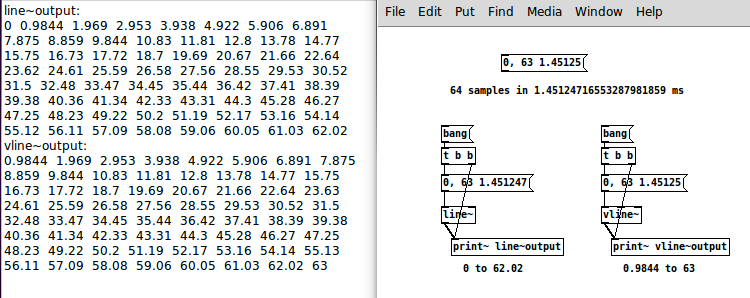 line~output:
0 0.9844 1.969 2.953 3.938 4.922 5.906 6.891
7.875 8.859 9.844 10.83 11.81 12.8 13.78 14.77
15.75 16.73 17.72 18.7 19.69 20.67 21.66 22.64
23.62 24.61 25.59 26.58 27.56 28.55 29.53 30.52
31.5 32.48 33.47 34.45 35.44 36.42 37.41 38.39
39.38 40.36 41.34 42.33 43.31 44.3 45.28 46.27
47.25 48.23 49.22 50.2 51.19 52.17 53.16 54.14
55.12 56.11 57.09 58.08 59.06 60.05 61.03 62.02
vline~output:
0.9844 1.969 2.953 3.938 4.922 5.906 6.891 7.875
8.859 9.844 10.83 11.81 12.8 13.78 14.77 15.75
16.73 17.72 18.7 19.69 20.67 21.66 22.64 23.63
24.61 25.59 26.58 27.56 28.55 29.53 30.52 31.5
32.48 33.47 34.45 35.44 36.42 37.41 38.39 39.38
40.36 41.34 42.33 43.31 44.3 45.28 46.27 47.25
48.23 49.22 50.2 51.19 52.17 53.16 54.14 55.13
56.11 57.09 58.08 59.06 60.05 61.03 62.02 63
File Edit Put Find Media Window Help
0, 63 1.45125
64 samples in 1.45124716553287981859 ms
bang
t b b
0, 63 1.451247
line~
print~ line~output
0 to 62.02
bang
t b b
0, 63 1.45125
vline~
print~ vline~output
0.9844 to 63